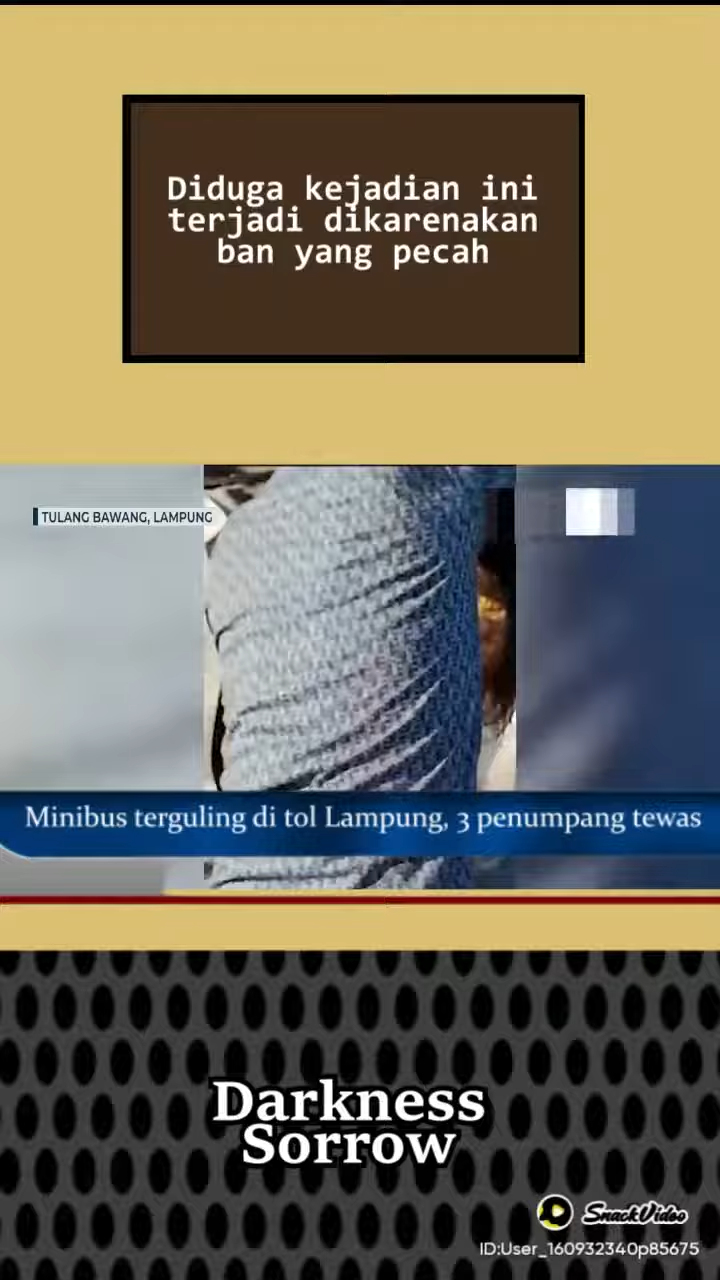 Diduga kejadian ini
terjadi dikarenakan
ban yang pecah
TULANG BAWANG, LAMPUNG
Minibus terguling di tol Lampung, 3 penumpang tewas
Darkness
Sorrow
SnackVideo
ID:User_160932340p85675